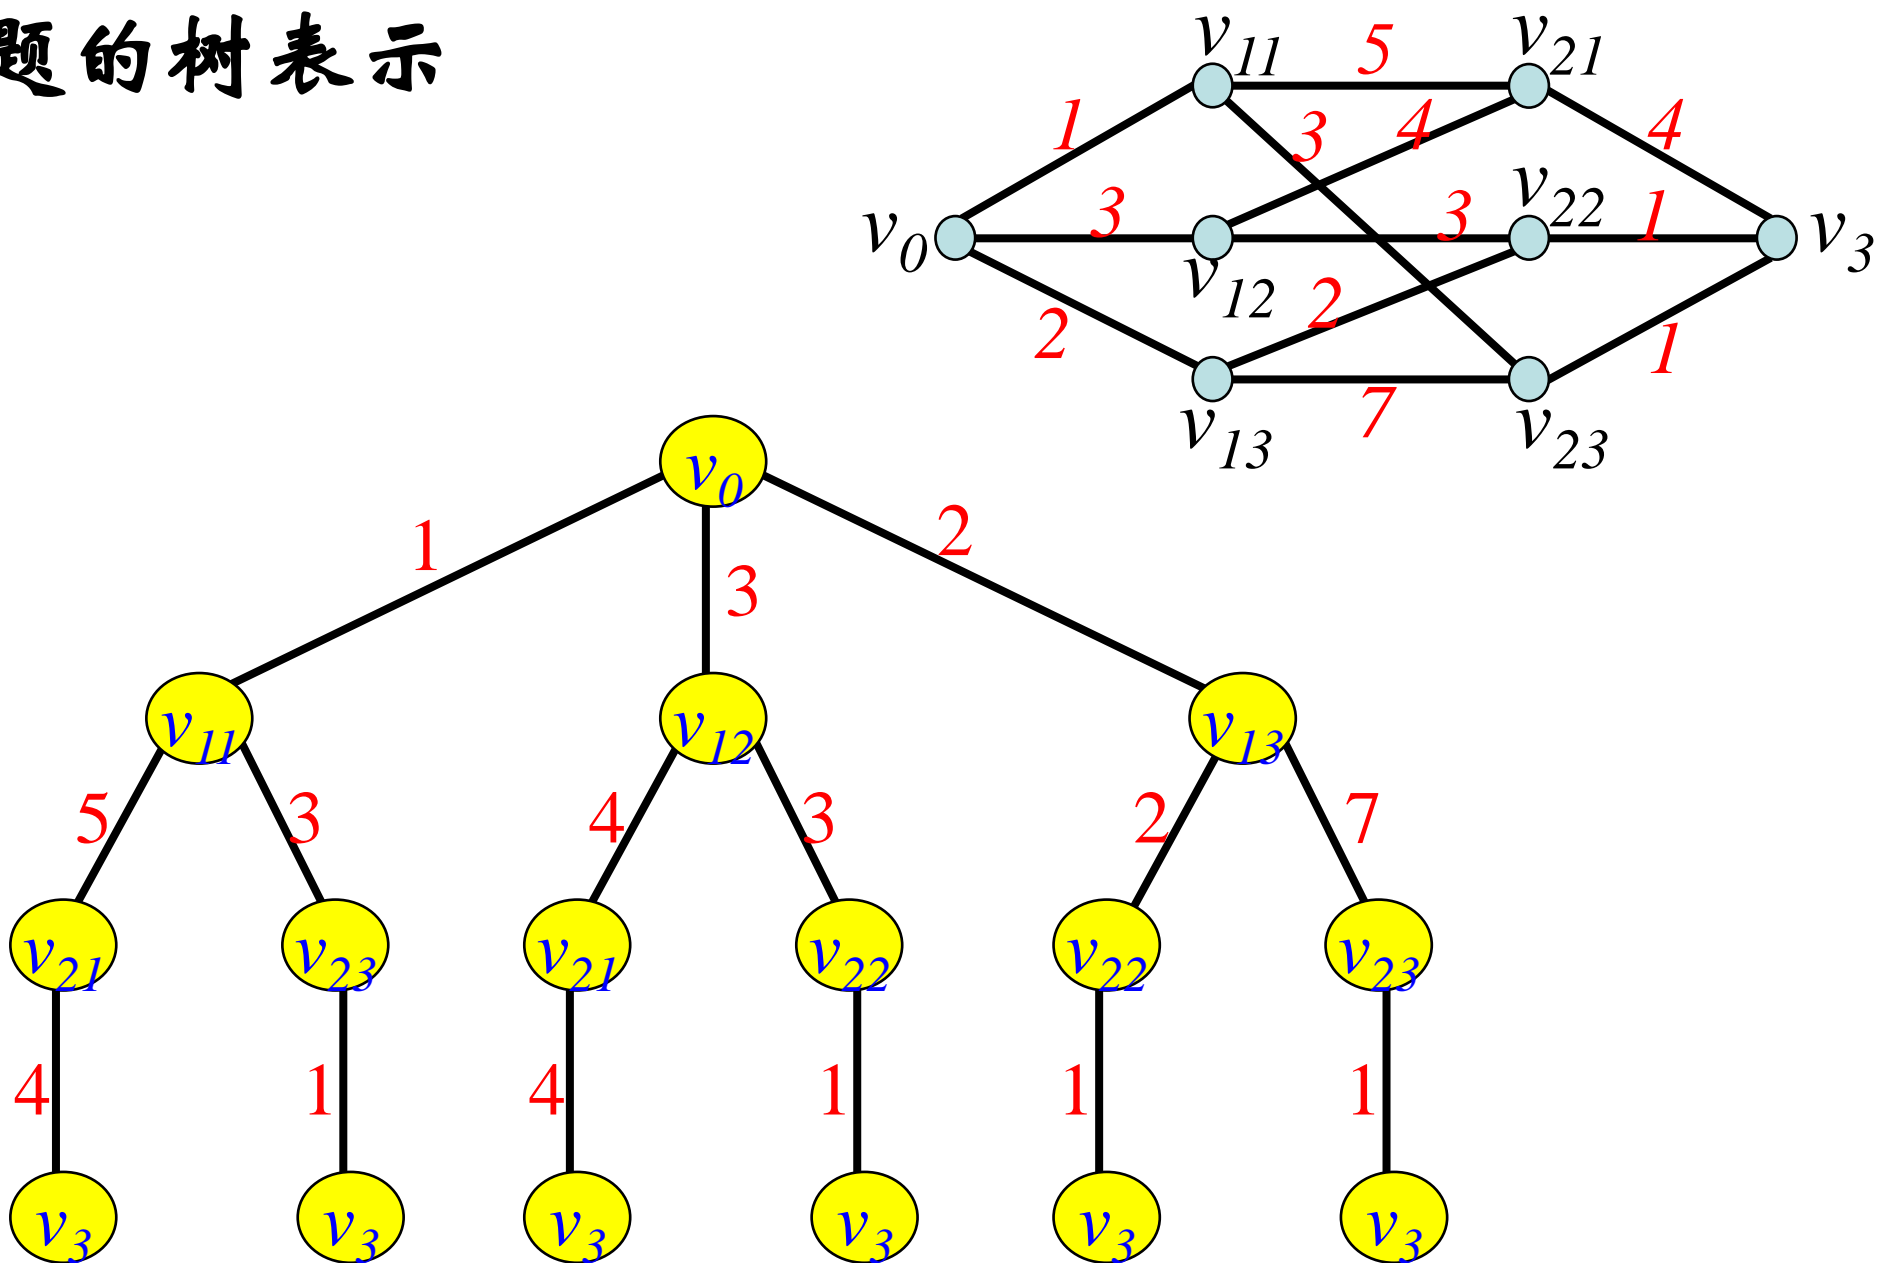 题的树表示
v11 5 v21
1 3 4 4
v0 3 v12 3 v22 1 v3
2 2 1
v13 7 v23
v0
1 3 2
v11 v12 v13
5 3 4 3 2 7
v21 v23 v21 v22 v22 v23
4 1 4 1 1 1
v3 v3 v3 v3 v3 v3